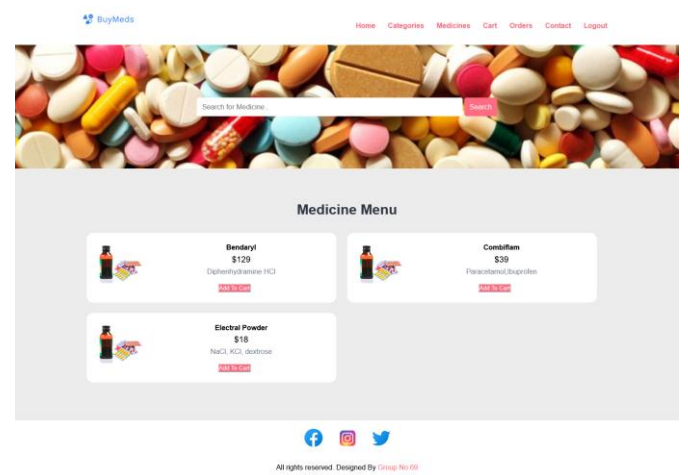 BuyMeds
Home Categories Medicines Cart Orders Contact Logout
Search for Medicine.. Search
Medicine Menu
Bendaryl
$129
Diphenhydramine HCl
Add To Cart
Combiflam
$39
Paracetamol,Ibuprofen
Add To Cart
Electral Powder
$18
NaCl, KCl, dextrose
Add To Cart
All rights reserved. Designed By Group No 69